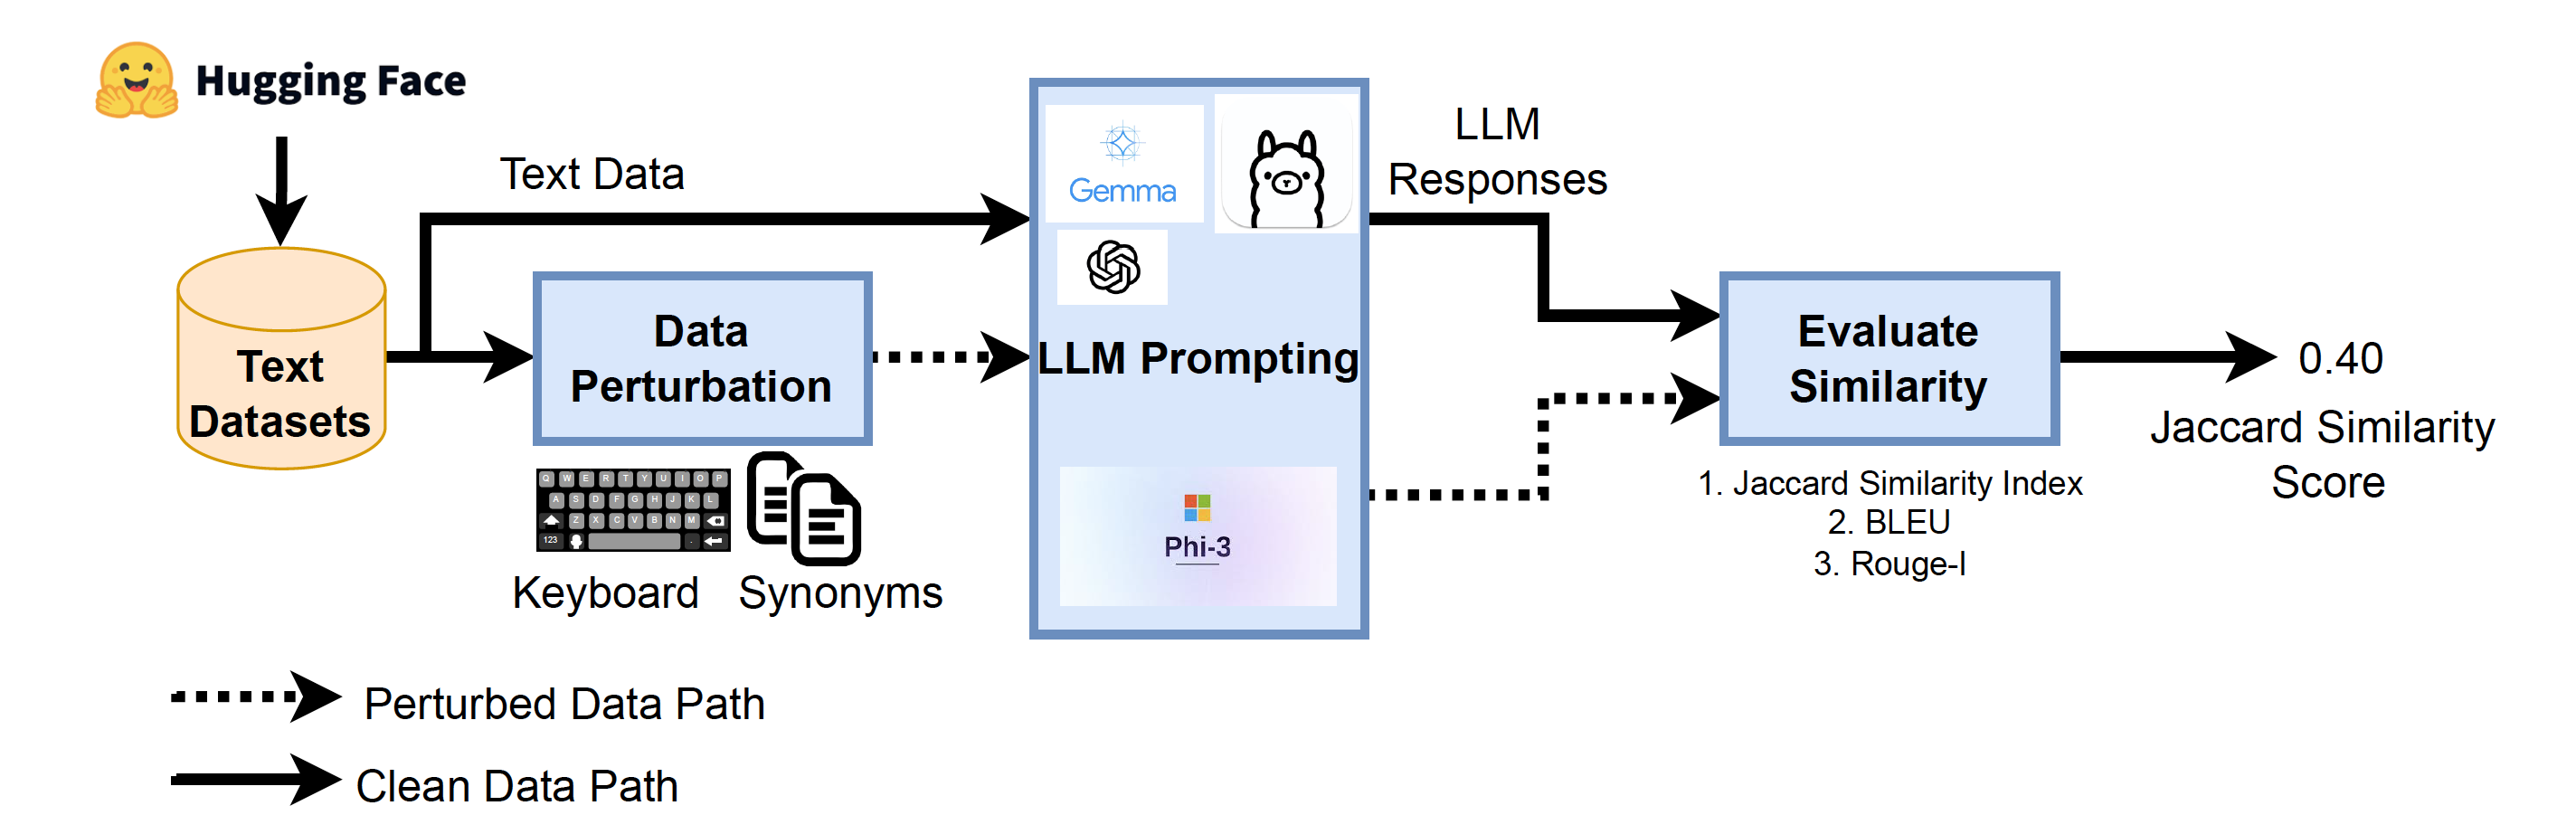 Hugging Face
Text Data
LLM
Responses
Gemma
Text
Datasets
Data
Perturbation
LLM Prompting
Evaluate
Similarity
0.40
Jaccard Similarity
Score
Q W E R T Y U I O P
A S D F G H J K L
Z X C V B N M
123 .
Keyboard
Synonyms
Phi-3
1. Jaccard Similarity Index
2. BLEU
3. Rouge-l
Perturbed Data Path
Clean Data Path